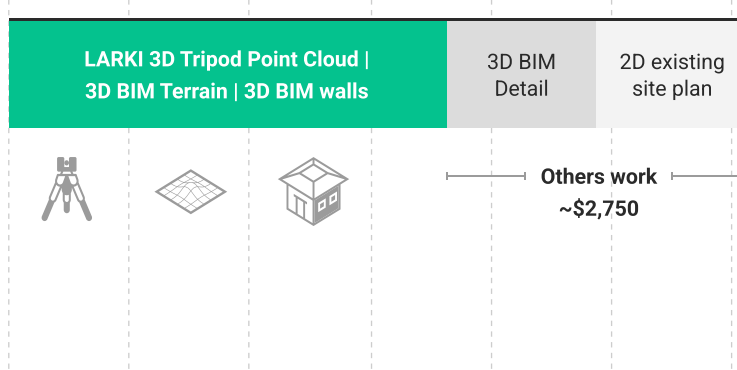 LARKI 3D Tripod Point Cloud |
3D BIM Terrain | 3D BIM walls
3D BIM
Detail
2D existing
site plan
Others work
~$2,750